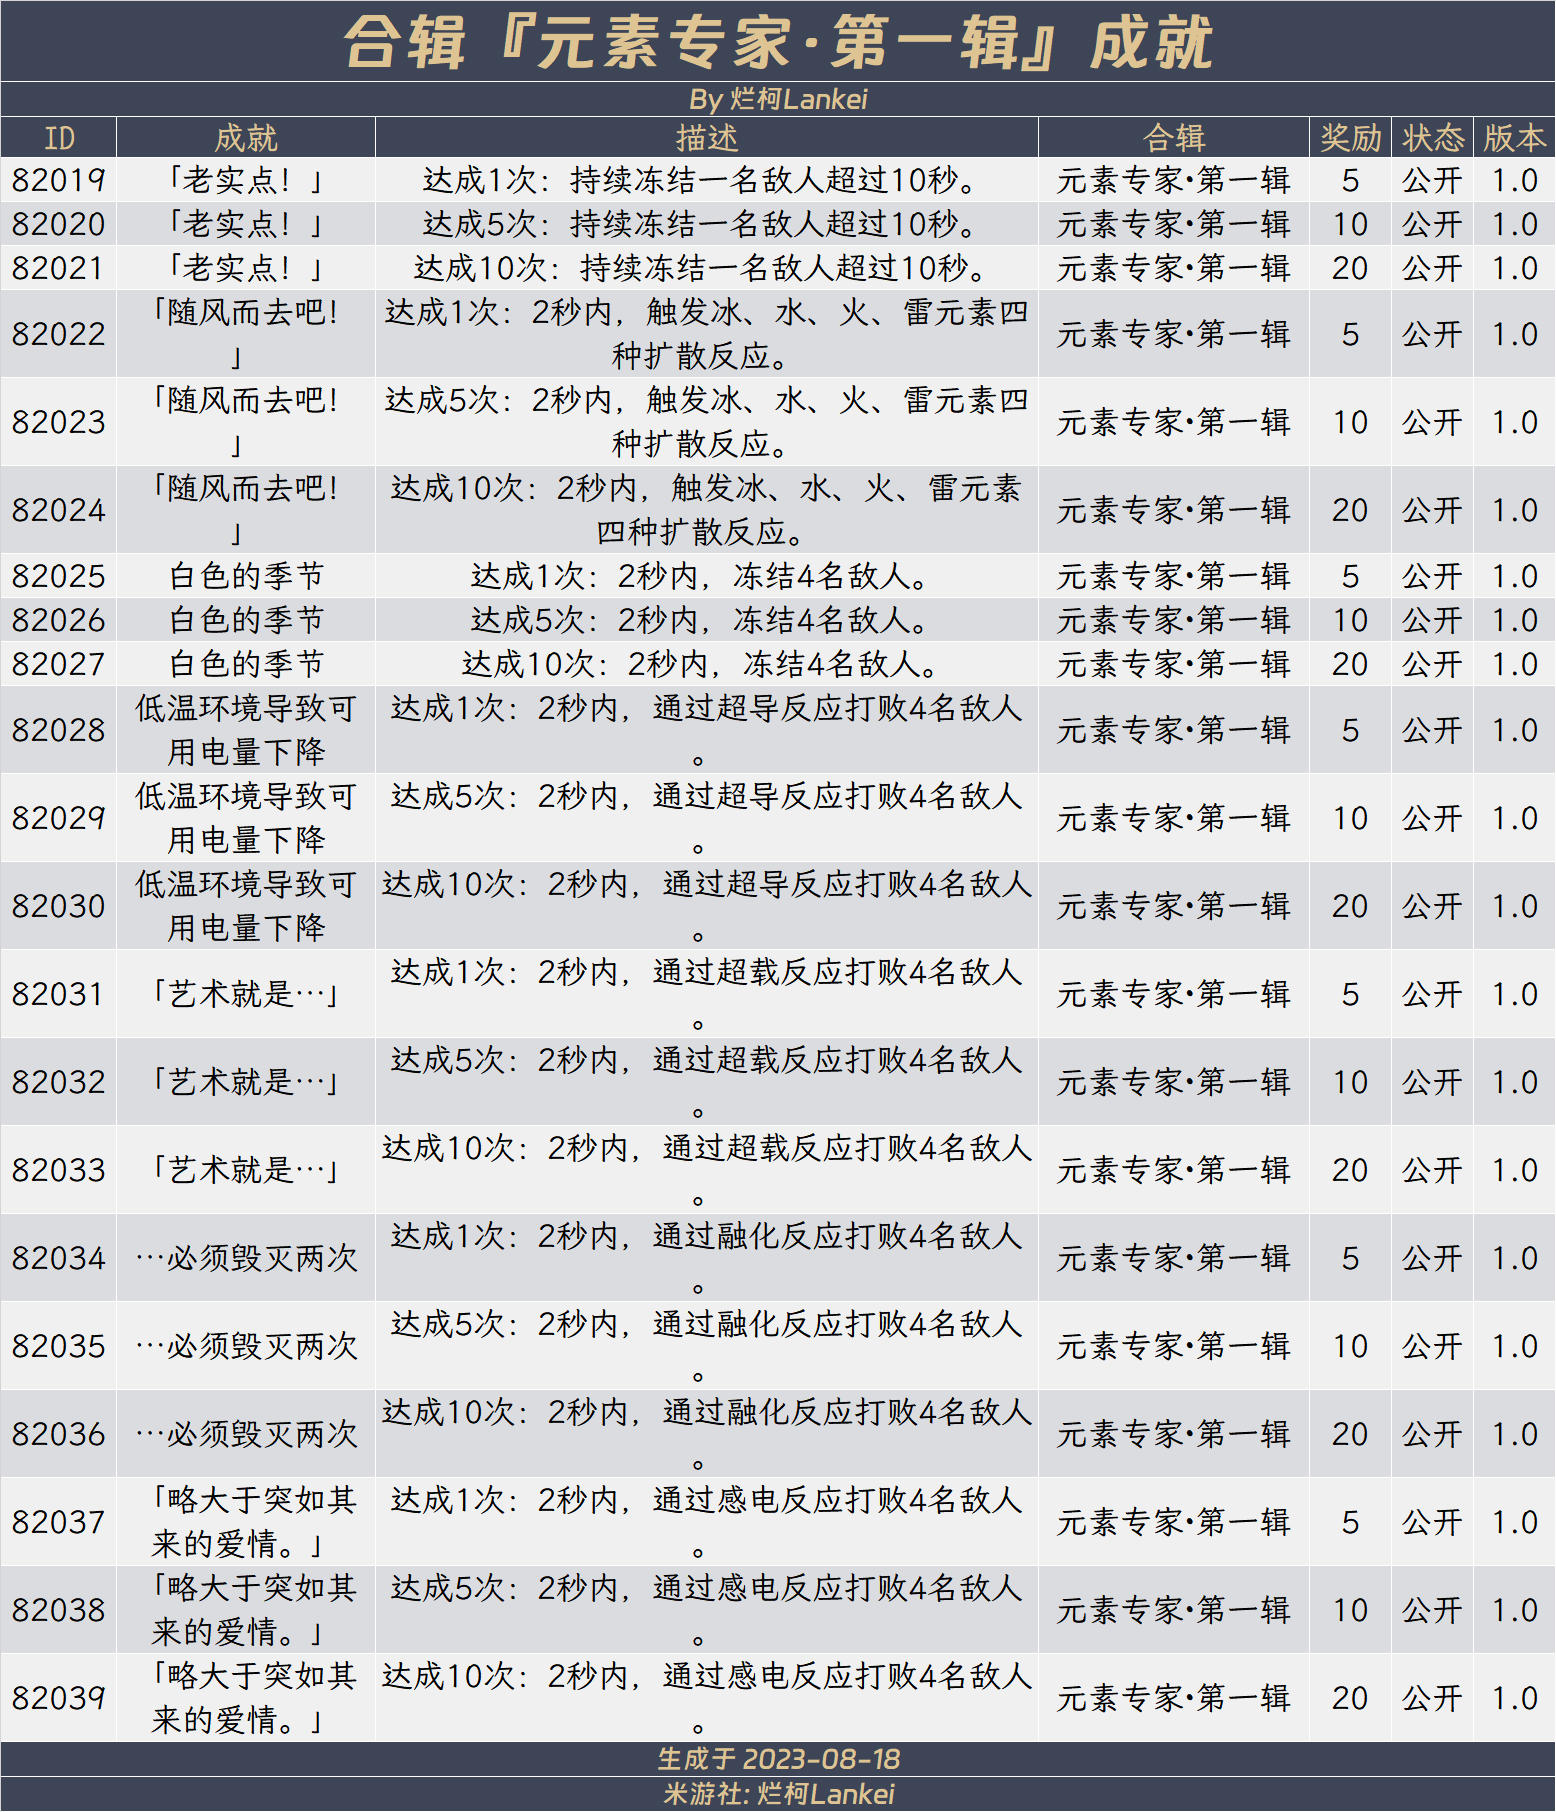 合辑『元素专家·第一辑』成就
By 烂柯Lankei
ID 成就 描述 合辑 奖励 状态 版本
82019 「老实点！」 达成1次：持续冻结一名敌人超过10秒。 元素专家·第一辑 5 公开 1.0
82020 「老实点！」 达成5次：持续冻结一名敌人超过10秒。 元素专家·第一辑 10 公开 1.0
82021 「老实点！」 达成10次：持续冻结一名敌人超过10秒。 元素专家·第一辑 20 公开 1.0
82022 「随风而去吧！
」 达成1次：2秒内，触发冰、水、火、雷元素四
种扩散反应。 元素专家·第一辑 5 公开 1.0
82023 「随风而去吧！
」 达成5次：2秒内，触发冰、水、火、雷元素四
种扩散反应。 元素专家·第一辑 10 公开 1.0
82024 「随风而去吧！
」 达成10次：2秒内，触发冰、水、火、雷元素
四种扩散反应。 元素专家·第一辑 20 公开 1.0
82025 白色的季节 达成1次：2秒内，冻结4名敌人。 元素专家·第一辑 5 公开 1.0
82026 白色的季节 达成5次：2秒内，冻结4名敌人。 元素专家·第一辑 10 公开 1.0
82027 白色的季节 达成10次：2秒内，冻结4名敌人。 元素专家·第一辑 20 公开 1.0
82028 低温环境导致可
用电量下降 达成1次：2秒内，通过超导反应打败4名敌人
。 元素专家·第一辑 5 公开 1.0
82029 低温环境导致可
用电量下降 达成5次：2秒内，通过超导反应打败4名敌人
。 元素专家·第一辑 10 公开 1.0
82030 低温环境导致可
用电量下降 达成10次：2秒内，通过超导反应打败4名敌人
。 元素专家·第一辑 20 公开 1.0
82031 「艺术就是…」 达成1次：2秒内，通过超载反应打败4名敌人
。 元素专家·第一辑 5 公开 1.0
82032 「艺术就是…」 达成5次：2秒内，通过超载反应打败4名敌人
。 元素专家·第一辑 10 公开 1.0
82033 「艺术就是…」 达成10次：2秒内，通过超载反应打败4名敌人
。 元素专家·第一辑 20 公开 1.0
82034 …必须毁灭两次 达成1次：2秒内，通过融化反应打败4名敌人
。 元素专家·第一辑 5 公开 1.0
82035 …必须毁灭两次 达成5次：2秒内，通过融化反应打败4名敌人
。 元素专家·第一辑 10 公开 1.0
82036 …必须毁灭两次 达成10次：2秒内，通过融化反应打败4名敌人
。 元素专家·第一辑 20 公开 1.0
82037 「略大于突如其
来的爱情。」 达成1次：2秒内，通过感电反应打败4名敌人
。 元素专家·第一辑 5 公开 1.0
82038 「略大于突如其
来的爱情。」 达成5次：2秒内，通过感电反应打败4名敌人
。 元素专家·第一辑 10 公开 1.0
82039 「略大于突如其
来的爱情。」 达成10次：2秒内，通过感电反应打败4名敌人
。 元素专家·第一辑 20 公开 1.0
生成于 2023-08-18
米游社: 烂柯Lankei